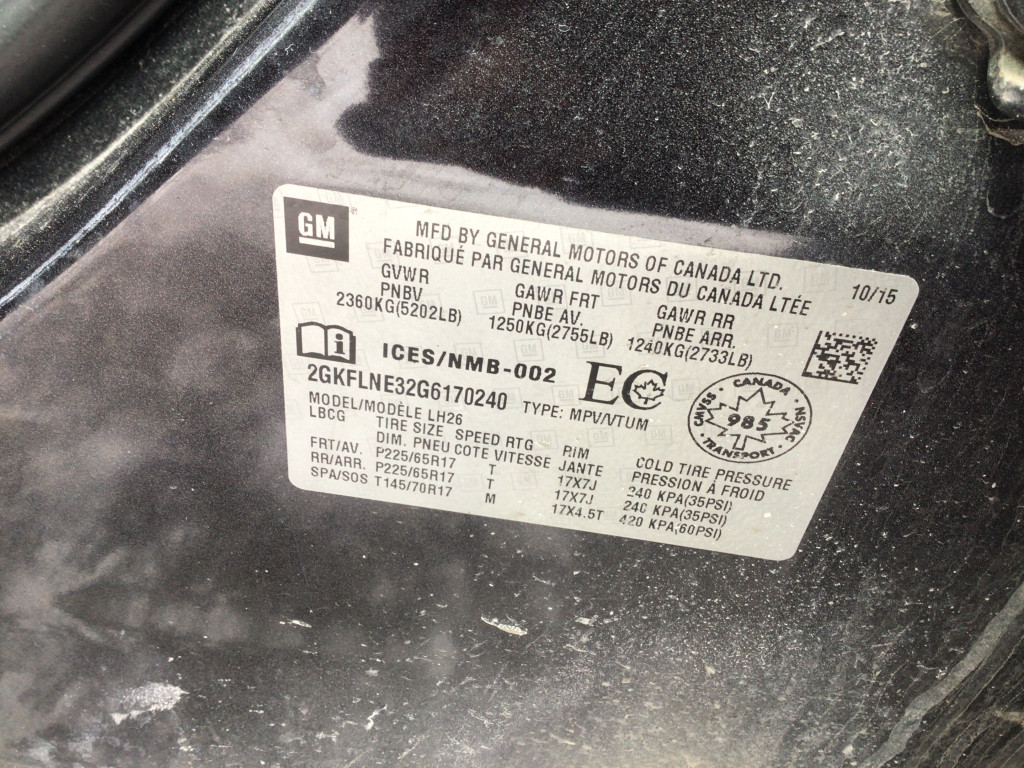 GM
MFD BY GENERAL MOTORS OF CANADA LTD.
FABRIQUÉ PAR GENERAL MOTORS DU CANADA LTÉE
10/15
GVWR GAWR FRT GAWR RR
PNBV PNBE AV. PNBE ARR.
2360KG(5202LB) 1250KG(2755LB) 1240KG(2733LB)
ICES/NMB-002 EC
2GKFLNE32G6170240 TYPE: MPV/VTUM
CANADA
CMVSS 985 NSVAC
TRANSPORT
MODEL/MODÈLE LH26
LBCG TIRE SIZE SPEED RTG RIM COLD TIRE PRESSURE
DIM. PNEU COTE VITESSE JANTE PRESSION À FROID
FRT/AV. P225/65R17 T 17X7J 240 KPA(35PSI)
RR/ARR. P225/65R17 T 17X7J 240 KPA(35PSI)
SPA/SOS T145/70R17 M 17X4.5T 420 KPA(60PSI)